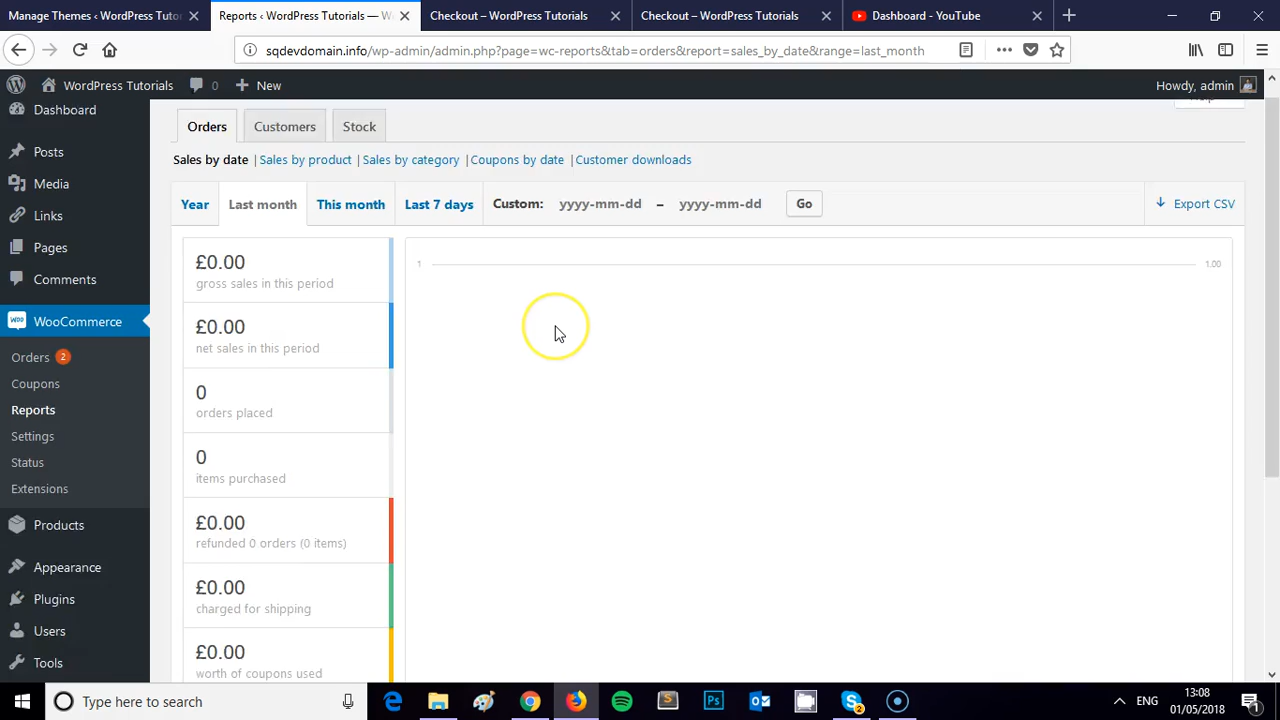 Manage Themes ‹ WordPress Tutori
Reports ‹ WordPress Tutorials — W
Checkout – WordPress Tutorials
Checkout – WordPress Tutorials
Dashboard - YouTube
sqdevdomain.info/wp-admin/admin.php?page=wc-reports&tab=orders&report=sales_by_date&range=last_month
WordPress Tutorials
0
New
Howdy, admin
Dashboard
Posts
Media
Links
Pages
Comments
WooCommerce
Orders 2
Coupons
Reports
Settings
Status
Extensions
Products
Appearance
Plugins
Users
Tools
Orders
Customers
Stock
Sales by date | Sales by product | Sales by category | Coupons by date | Customer downloads
Year
Last month
This month
Last 7 days
Custom: yyyy-mm-dd – yyyy-mm-dd
Go
Export CSV
£0.00
gross sales in this period
£0.00
net sales in this period
0
orders placed
0
items purchased
£0.00
refunded 0 orders (0 items)
£0.00
charged for shipping
£0.00
worth of coupons used
1
1.00
Type here to search
ENG
13:08
01/05/2018